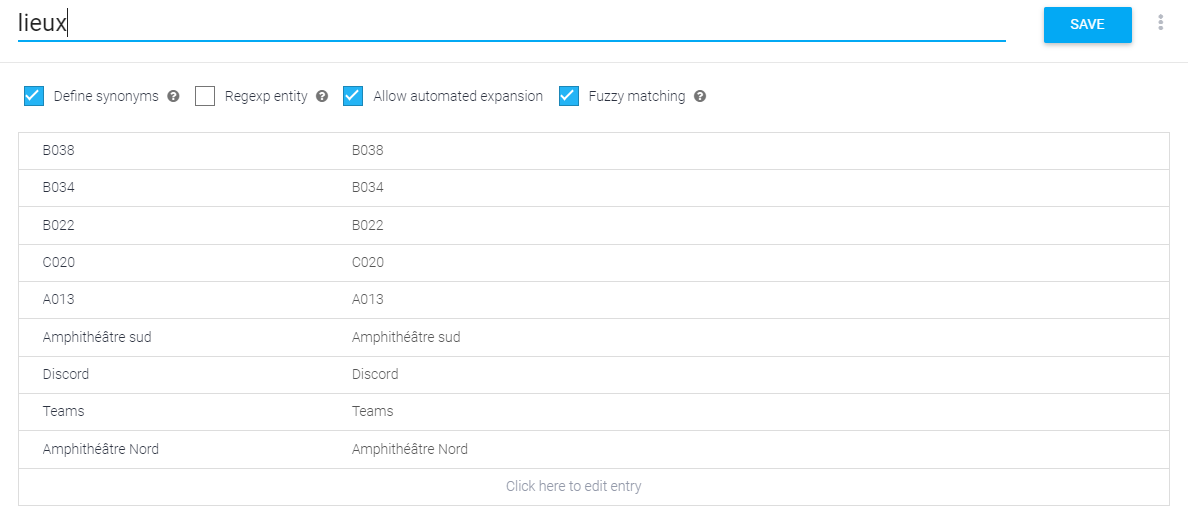 lieux
SAVE
Define synonyms ? Regexp entity ? Allow automated expansion Fuzzy matching ?
B038 B038
B034 B034
B022 B022
C020 C020
A013 A013
Amphithéâtre sud Amphithéâtre sud
Discord Discord
Teams Teams
Amphithéâtre Nord Amphithéâtre Nord
Click here to edit entry